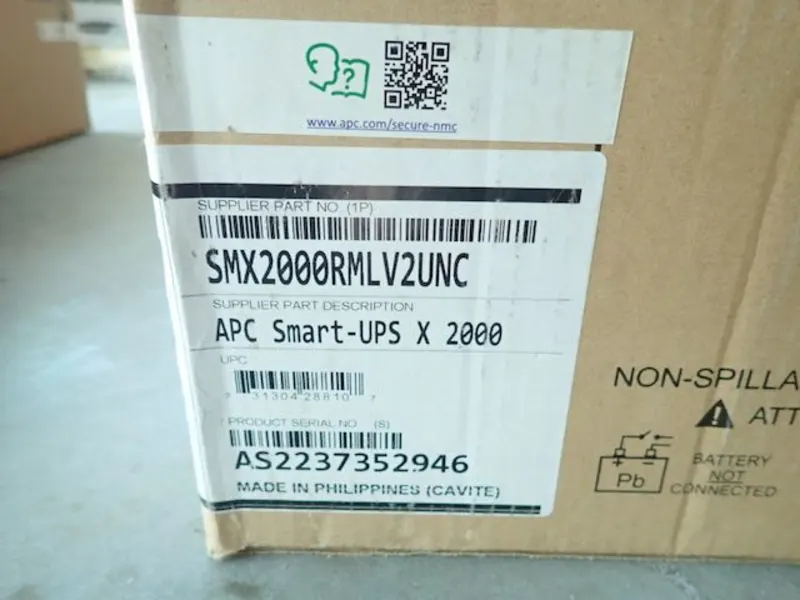 www.apc.com/secure-nmc
SUPPLIER PART NO. (1P)
SMX2000RMLV2UNC
SUPPLIER PART DESCRIPTION
APC Smart-UPS X 2000
UPC
7 31304 28810 7
PRODUCT SERIAL NO. (S)
AS2237352946
MADE IN PHILIPPINES (CAVITE)
NON-SPILLA
ATT
+ -
Pb
BATTERY
NOT
CONNECTED